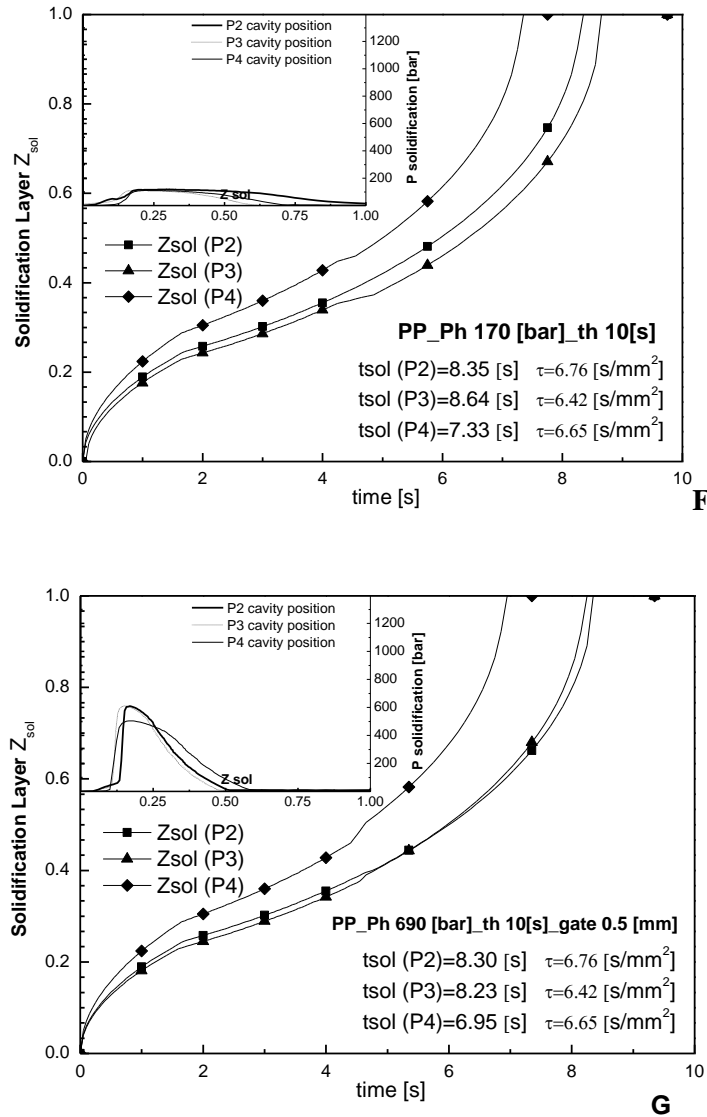 P2 cavity position
P3 cavity position
P4 cavity position
1200
1000
800
600
400
200
P solidification [bar]
Z sol
0.25 0.50 0.75 1.00
1.0
0.8
0.6
0.4
0.2
0.0
Solidification Layer Z_sol
Zsol (P2)
Zsol (P3)
Zsol (P4)
PP_Ph 170 [bar]_th 10[s]
tsol (P2)=8.35 [s] τ=6.76 [s/mm²]
tsol (P3)=8.64 [s] τ=6.42 [s/mm²]
tsol (P4)=7.33 [s] τ=6.65 [s/mm²]
0 2 4 6 8 10
time [s]
P2 cavity position
P3 cavity position
P4 cavity position
1200
1000
800
600
400
200
P solidification [bar]
Z sol
0.25 0.50 0.75 1.00
1.0
0.8
0.6
0.4
0.2
0.0
Solidification Layer Z_sol
Zsol (P2)
Zsol (P3)
Zsol (P4)
PP_Ph 690 [bar]_th 10[s]_gate 0.5 [mm]
tsol (P2)=8.30 [s] τ=6.76 [s/mm²]
tsol (P3)=8.23 [s] τ=6.42 [s/mm²]
tsol (P4)=6.95 [s] τ=6.65 [s/mm²]
0 2 4 6 8 10
time [s]
G